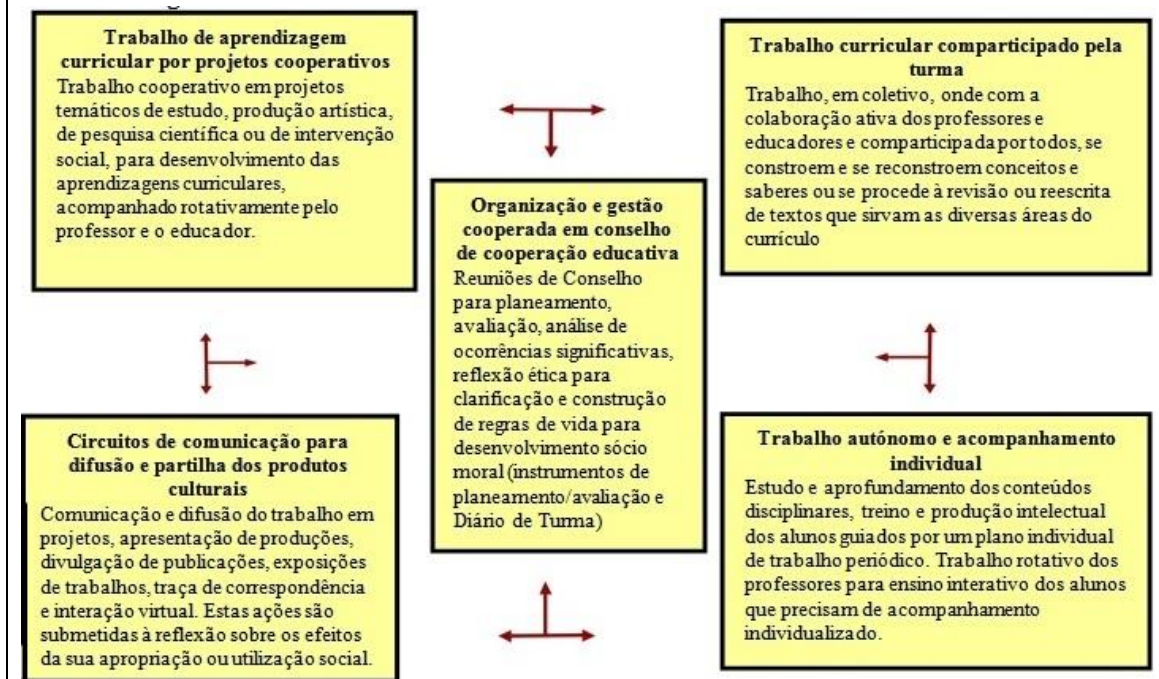 Trabalho de aprendizagem
curricular por projetos cooperativos
Trabalho cooperativo em projetos
temáticos de estudo, produção artística,
de pesquisa científica ou de intervenção
social, para desenvolvimento das
aprendizagens curriculares,
acompanhado rotativamente pelo
professor e o educador.
Trabalho curricular comparticipado pela
turma
Trabalho, em coletivo, onde com a
colaboração ativa dos professores e
educadores e comparticipada por todos, se
constroem e se reconstroem conceitos e
saberes ou se procede à revisão ou reescrita
de textos que sirvam as diversas áreas do
currículo
Organização e gestão
cooperada em conselho
de cooperação educativa
Reuniões de Conselho
para planeamento,
avaliação, análise de
ocorrências significativas,
reflexão ética para
clarificação e construção
de regras de vida para
desenvolvimento sócio
moral (instrumentos de
planeamento/avaliação e
Diário de Turma)
Circuitos de comunicação para
difusão e partilha dos produtos
culturais
Comunicação e difusão do trabalho em
projetos, apresentação de produções,
divulgação de publicações, exposições
de trabalhos, traça de correspondência
e interação virtual. Estas ações são
submetidas à reflexão sobre os efeitos
da sua apropriação ou utilização social.
Trabalho autónomo e acompanhamento
individual
Estudo e aprofundamento dos conteúdos
disciplinares, treino e produção intelectual
dos alunos guiados por um plano individual
de trabalho periódico. Trabalho rotativo dos
professores para ensino interativo dos alunos
que precisam de acompanhamento
individualizado.